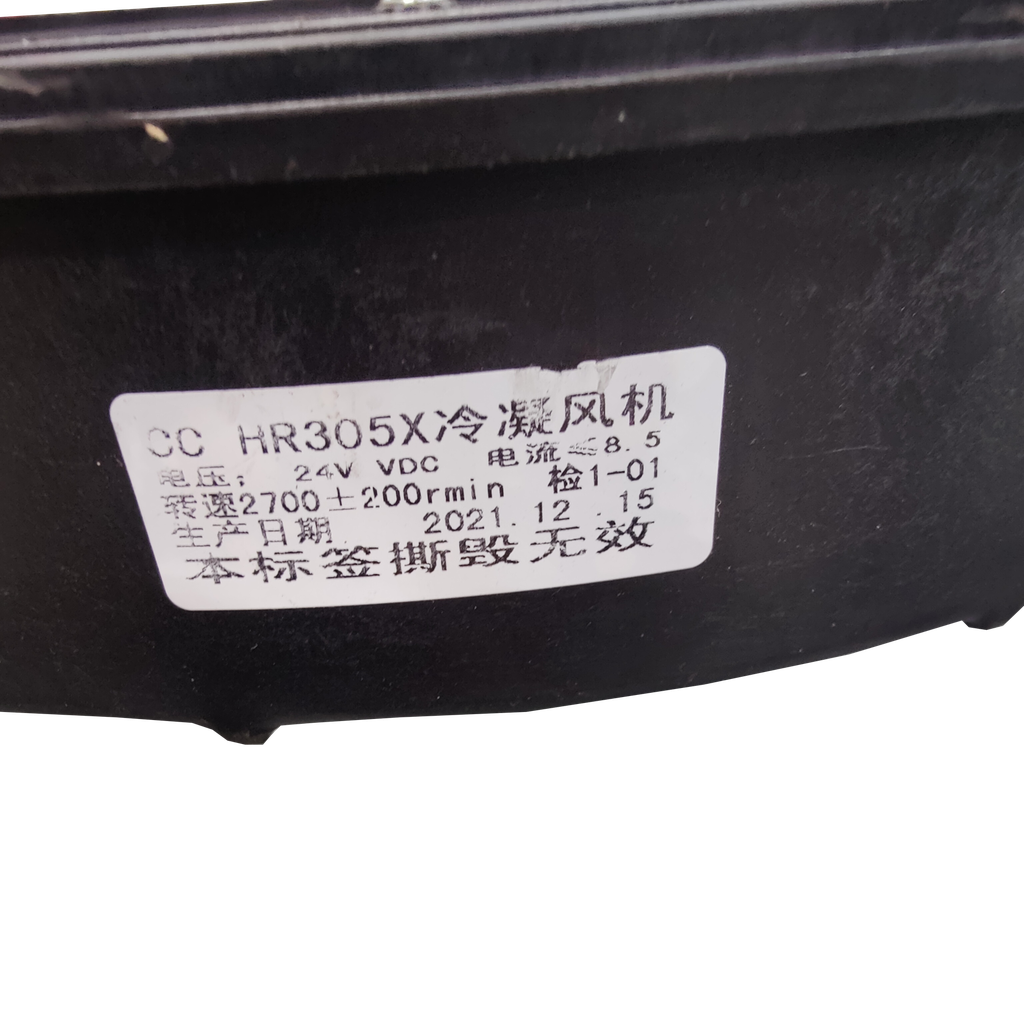 CC HR305X冷凝风机
电压: 24V VDC 电流≤8.5
转速2700±200rmin 检1-01
生产日期 2021.12.15
本标签撕毁无效